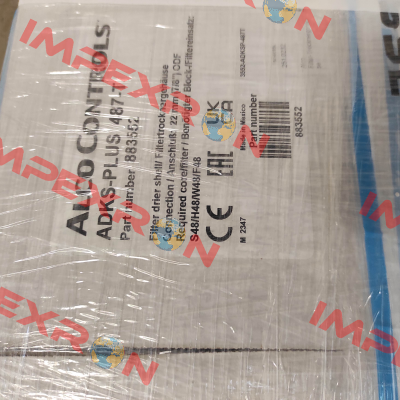 ALCO CONTROLS
ADKS-PLUS 487-T
Part number: 883552
Filter drier shell/ Filtertrocknergehäuse
Connection / Anschluß: 22 mm (7/8") ODF
Required core/filter / Benötigter Block-/Filtereinsatz:
S48/H48/W48/F48
CE
EAC
UK
CA
M 2347
Made in Mexico
Part number
883552
IMPEXRON
IMPEXRON
IMPEXRON
IMPEXRON
IMPEXRON